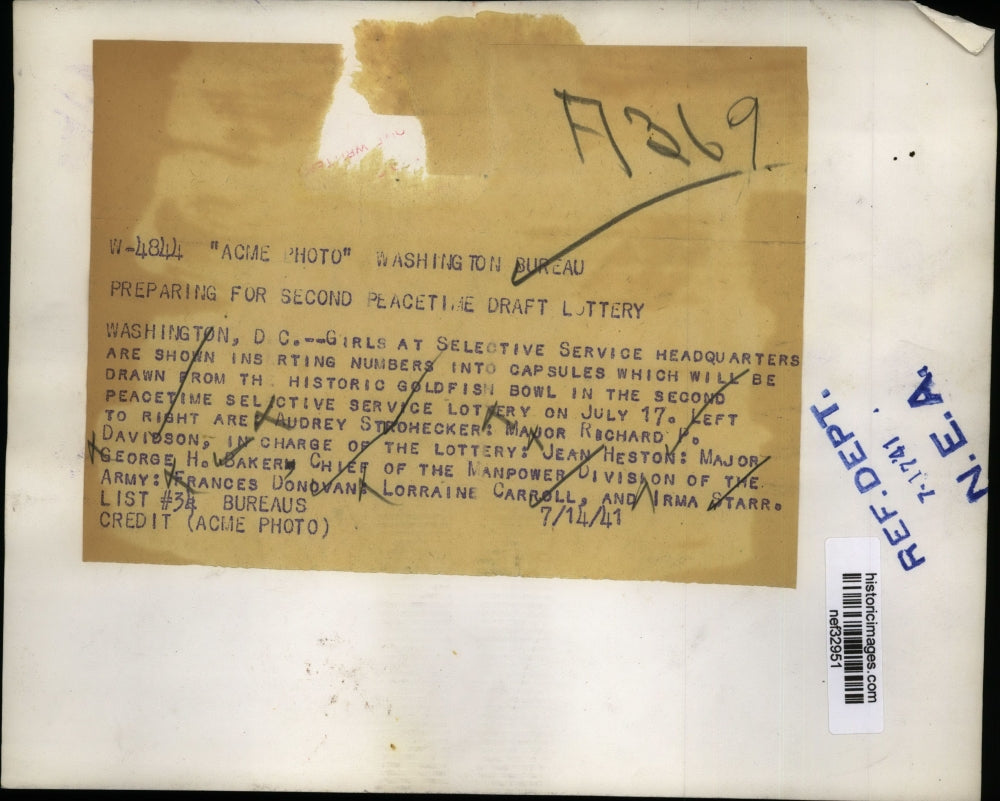 A369
W-4844 "ACME PHOTO" WASHINGTON BUREAU
PREPARING FOR SECOND PEACETIME DRAFT LOTTERY
WASHINGTON, D C.--GIRLS AT SELECTIVE SERVICE HEADQUARTERS
ARE SHOWN INS RTING NUMBERS INTO CAPSULES WHICH WILL BE
DRAWN FROM TH HISTORIC GOLDFISH BOWL IN THE SECOND
PEACETIME SELECTIVE SERVICE LOTTERY ON JULY 17. LEFT
TO RIGHT ARE AUDREY STROHECKER: MAJOR RICHARD P.
DAVIDSON, IN CHARGE OF THE LOTTERY: JEAN HESTON: MAJOR
GEORGE H. BAKER, CHIEF OF THE MANPOWER DIVISION OF THE
ARMY: FRANCES DONOVAN, LORRAINE CARROLL, AND IRMA STARR.
LIST #3A BUREAUS 7/14/41
CREDIT (ACME PHOTO)
REF. DEPT.
7-17-41
N.E.A.
historicimages.com
nef32951